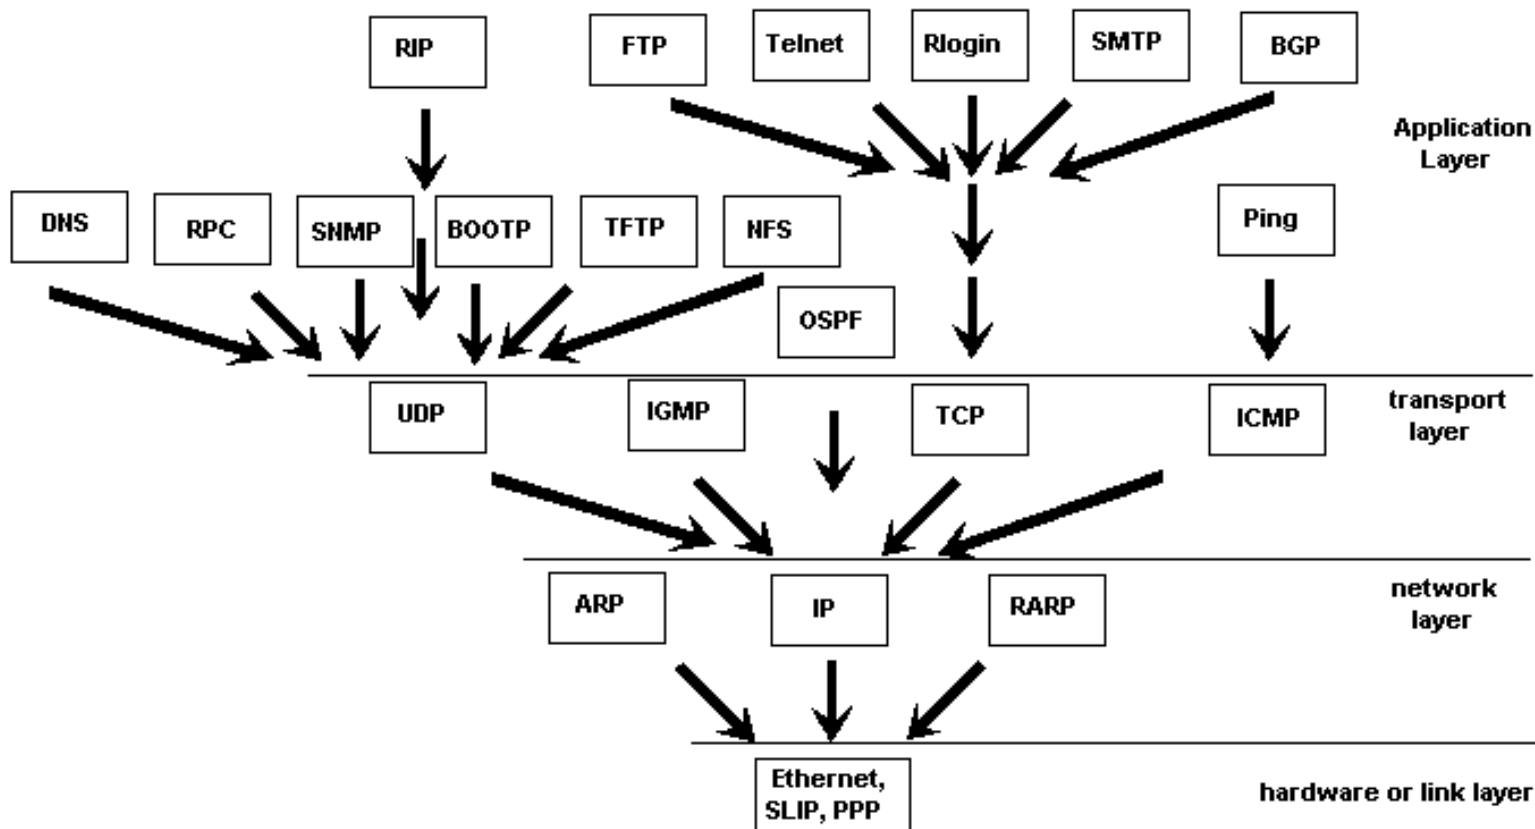 RIP
FTP
Telnet
Rlogin
SMTP
BGP
Application
Layer
DNS
RPC
SNMP
BOOTP
TFTP
NFS
Ping
OSPF
UDP
IGMP
TCP
ICMP
transport
layer
ARP
IP
RARP
network
layer
Ethernet,
SLIP, PPP
hardware or link layer